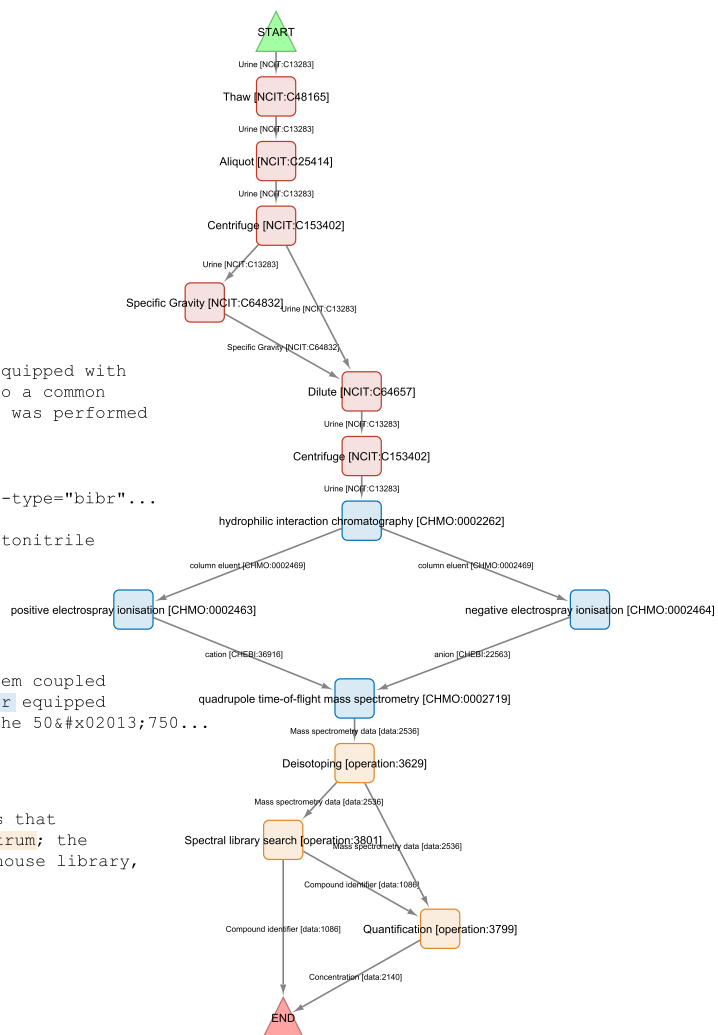 START
Urine [NCIT:C13283]
Thaw [NCIT:C48165]
Urine [NCIT:C13283]
Aliquot [NCIT:C25414]
Urine [NCIT:C13283]
Centrifuge [NCIT:C153402]
Urine [NCIT:C13283]
Specific Gravity [NCIT:C64832]
Urine [NCIT:C13283]
Specific Gravity [NCIT:C64832]
quipped with
o a common
was performed
Dilute [NCIT:C64657]
Urine [NCIT:C13283]
Centrifuge [NCIT:C153402]
Urine [NCIT:C13283]
-type="bibr"...
hydrophilic interaction chromatography [CHMO:0002262]
tonitrile
column eluent [CHMO:0002469]
column eluent [CHMO:0002469]
positive electrospray ionisation [CHMO:0002463]
negative electrospray ionisation [CHMO:0002464]
cation [CHEBI:36916]
anion [CHEBI:22563]
em coupled
r equipped
he 50&#x02013;750...
quadrupole time-of-flight mass spectrometry [CHMO:0002719]
Mass spectrometry data [data:2536]
Deisotoping [operation:3629]
Mass spectrometry data [data:2536]
s that
trum; the
house library,
Spectral library search [operation:3801]
Mass spectrometry data [data:2536]
Compound identifier [data:1086]
Compound identifier [data:1086]
Quantification [operation:3799]
Concentration [data:2140]
END